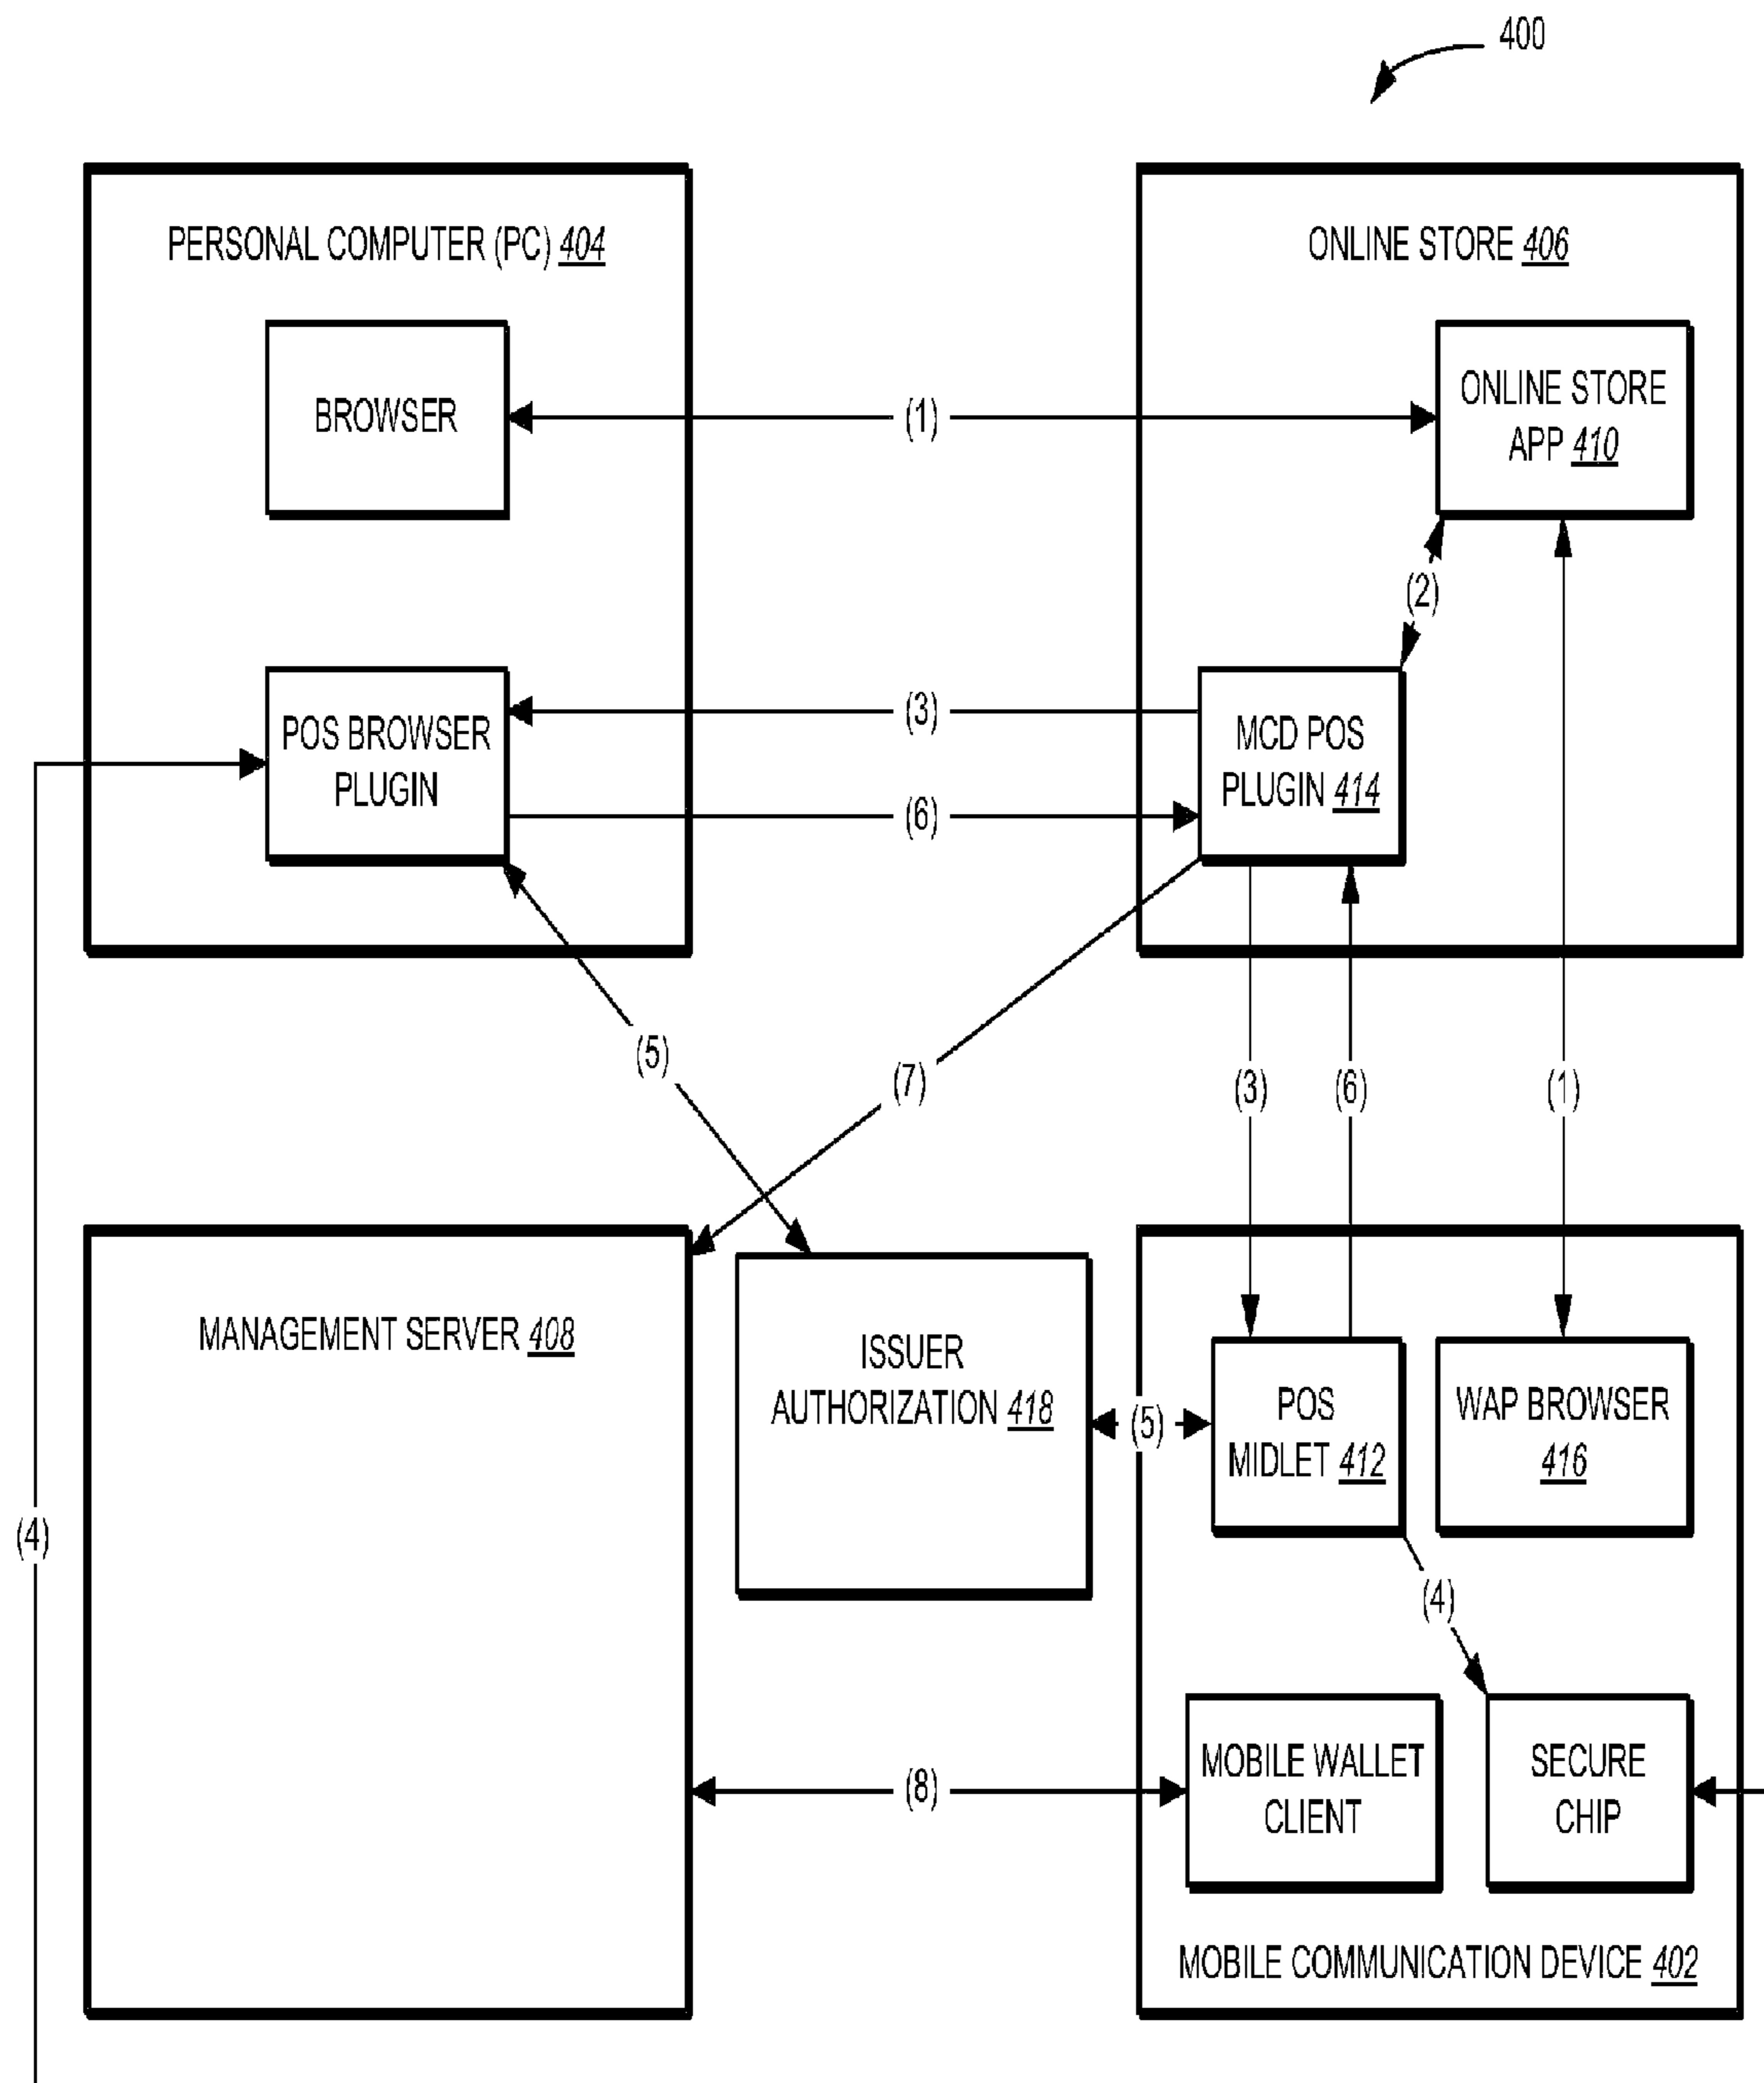 400
PERSONAL COMPUTER (PC) 404
ONLINE STORE 406
BROWSER
(1)
ONLINE STORE
APP 410
(2)
POS BROWSER
PLUGIN
(3)
(6)
MCD POS
PLUGIN 414
(5)
(7)
(3)
(6)
(1)
MANAGEMENT SERVER 408
ISSUER
AUTHORIZATION 418
(5)
POS
MIDLET 412
WAP BROWSER
416
(4)
(4)
(8)
MOBILE WALLET
CLIENT
SECURE
CHIP
MOBILE COMMUNICATION DEVICE 402